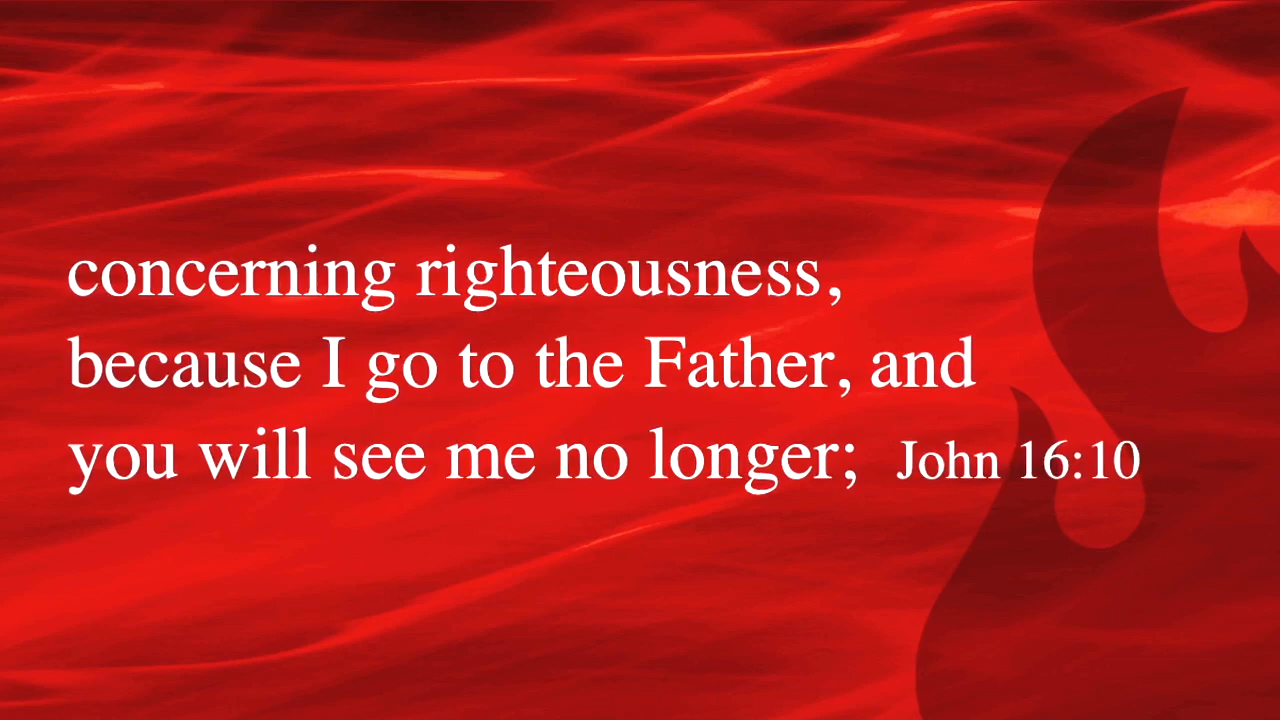 concerning righteousness,
because I go to the Father, and
you will see me no longer; John 16:10